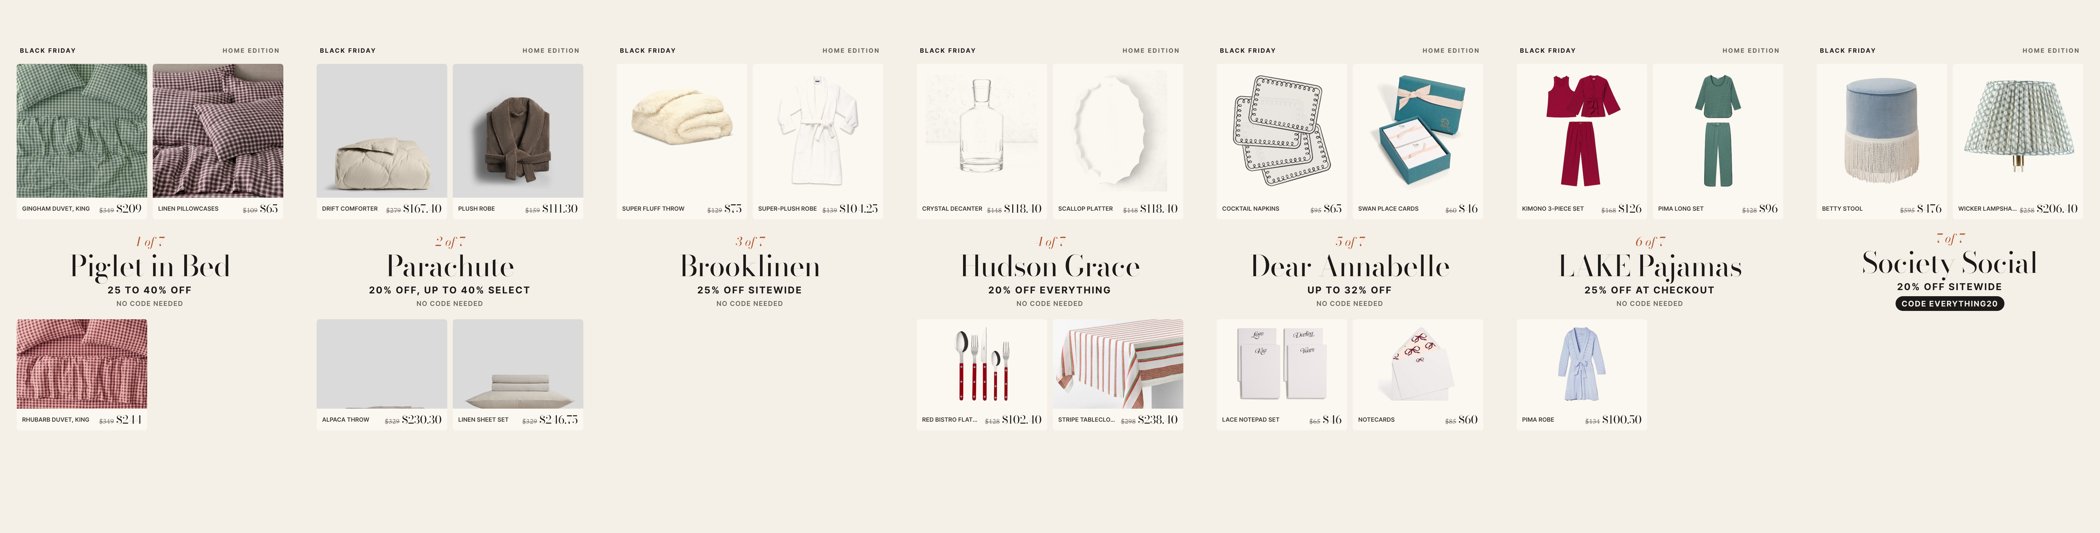 BLACK FRIDAY HOME EDITION
GINGHAM DUVET, KING $349 $209
LINEN PILLOWCASES $109 $65
1 of 7
Piglet in Bed
25 TO 40% OFF
NO CODE NEEDED
RHUBARB DUVET, KING $349 $244
BLACK FRIDAY HOME EDITION
DRIFT COMFORTER $279 $167.40
PLUSH ROBE $159 $111.30
2 of 7
Parachute
20% OFF, UP TO 40% SELECT
NO CODE NEEDED
ALPACA THROW $329 $230.30
LINEN SHEET SET $329 $246.75
BLACK FRIDAY HOME EDITION
SUPER FLUFF THROW $129 $75
SUPER-PLUSH ROBE $139 $104.25
3 of 7
Brooklinen
25% OFF SITEWIDE
NO CODE NEEDED
BLACK FRIDAY HOME EDITION
CRYSTAL DECANTER $148 $118.40
SCALLOP PLATTER $148 $118.40
4 of 7
Hudson Grace
20% OFF EVERYTHING
NO CODE NEEDED
RED BISTRO FLAT... $128 $102.40
STRIPE TABLECLO... $298 $238.40
BLACK FRIDAY HOME EDITION
COCKTAIL NAPKINS $95 $65
SWAN PLACE CARDS $60 $46
5 of 7
Dear Annabelle
UP TO 32% OFF
NO CODE NEEDED
LACE NOTEPAD SET $65 $46
NOTECARDS $85 $60
BLACK FRIDAY HOME EDITION
KIMONO 3-PIECE SET $168 $126
PIMA LONG SET $128 $96
6 of 7
LAKE Pajamas
25% OFF AT CHECKOUT
NO CODE NEEDED
PIMA ROBE $134 $100.50
BLACK FRIDAY HOME EDITION
BETTY STOOL $595 $476
WICKER LAMPSHA... $258 $206.40
7 of 7
Society Social
20% OFF SITEWIDE
CODE EVERYTHING20